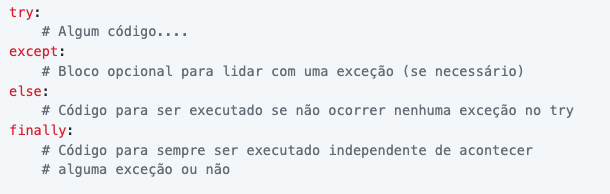 try:
    # Algum código....
except:
    # Bloco opcional para lidar com uma exceção (se necessário)
else:
    # Código para ser executado se não ocorrer nenhuma exceção no try
finally:
    # Código para sempre ser executado independente de acontecer
    # alguma exceção ou não